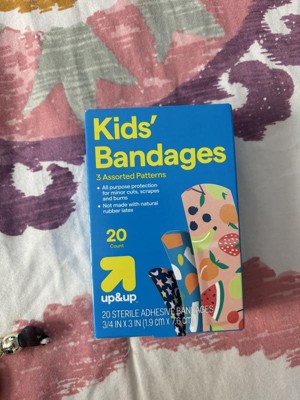 Kids'
Bandages
3 Assorted Patterns
• All purpose protection
for minor cuts, scrapes
and burns
• Not made with natural
rubber latex
20
Count
up&up
20 STERILE ADHESIVE BANDAGES
3/4 IN X 3 IN (1.9 cm X 7.6 cm)